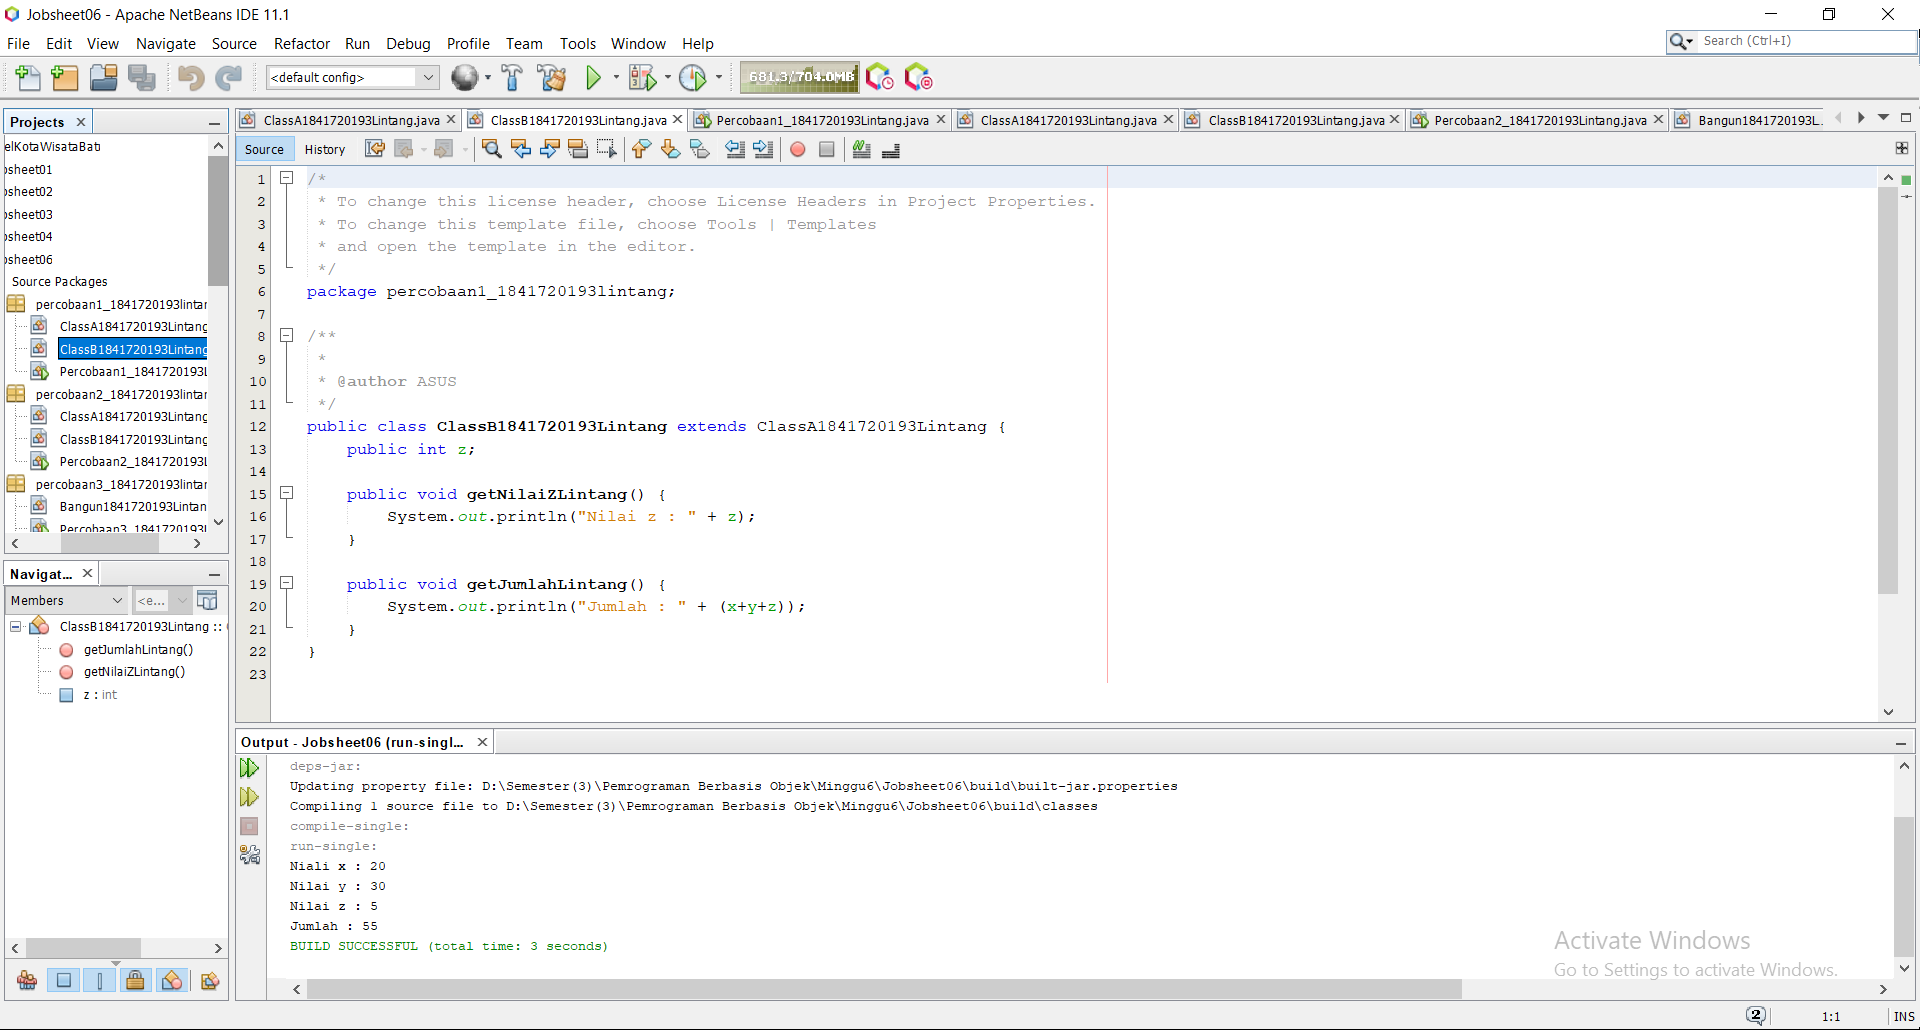 Jobsheet06 - Apache NetBeans IDE 11.1
File Edit View Navigate Source Refactor Run Debug Profile Team Tools Window Help
Search (Ctrl+I)
<default config>
681.3/704.0MB
Projects
elKotaWisataBatı
sheet01
sheet02
sheet03
sheet04
sheet06
Source Packages
percobaan1_1841720193lintar
ClassA1841720193Lintang
ClassB1841720193Lintang
Percobaan1_1841720193L
percobaan2_1841720193lintar
ClassA1841720193Lintang
ClassB1841720193Lintang
Percobaan2_1841720193L
percobaan3_1841720193lintar
Bangun1841720193Lintan
Percobaan3_1841720193l
Navigat...
Members
<e...
ClassB1841720193Lintang ::
getJumlahLintang()
getNilaiZLintang()
z : int
ClassA1841720193Lintang.java ClassB1841720193Lintang.java Percobaan1_1841720193Lintang.java ClassA1841720193Lintang.java ClassB1841720193Lintang.java Percobaan2_1841720193Lintang.java Bangun1841720193L
Source History
1 /*
2 * To change this license header, choose License Headers in Project Properties.
3 * To change this template file, choose Tools | Templates
4 * and open the template in the editor.
5 */
6 package percobaan1_1841720193lintang;
7
8 /**
9 *
10 * @author ASUS
11 */
12 public class ClassB1841720193Lintang extends ClassA1841720193Lintang {
13 public int z;
14
15 public void getNilaiZLintang() {
16 System.out.println("Nilai z : " + z);
17 }
18
19 public void getJumlahLintang() {
20 System.out.println("Jumlah : " + (x+y+z));
21 }
22 }
23
Output - Jobsheet06 (run-singl...
deps-jar:
Updating property file: D:\Semester(3)\Pemrograman Berbasis Objek\Minggu6\Jobsheet06\build\built-jar.properties
Compiling 1 source file to D:\Semester(3)\Pemrograman Berbasis Objek\Minggu6\Jobsheet06\build\classes
compile-single:
run-single:
Niali x : 20
Nilai y : 30
Nilai z : 5
Jumlah : 55
BUILD SUCCESSFUL (total time: 3 seconds)
Activate Windows
Go to Settings to activate Windows.
2
1:1
INS